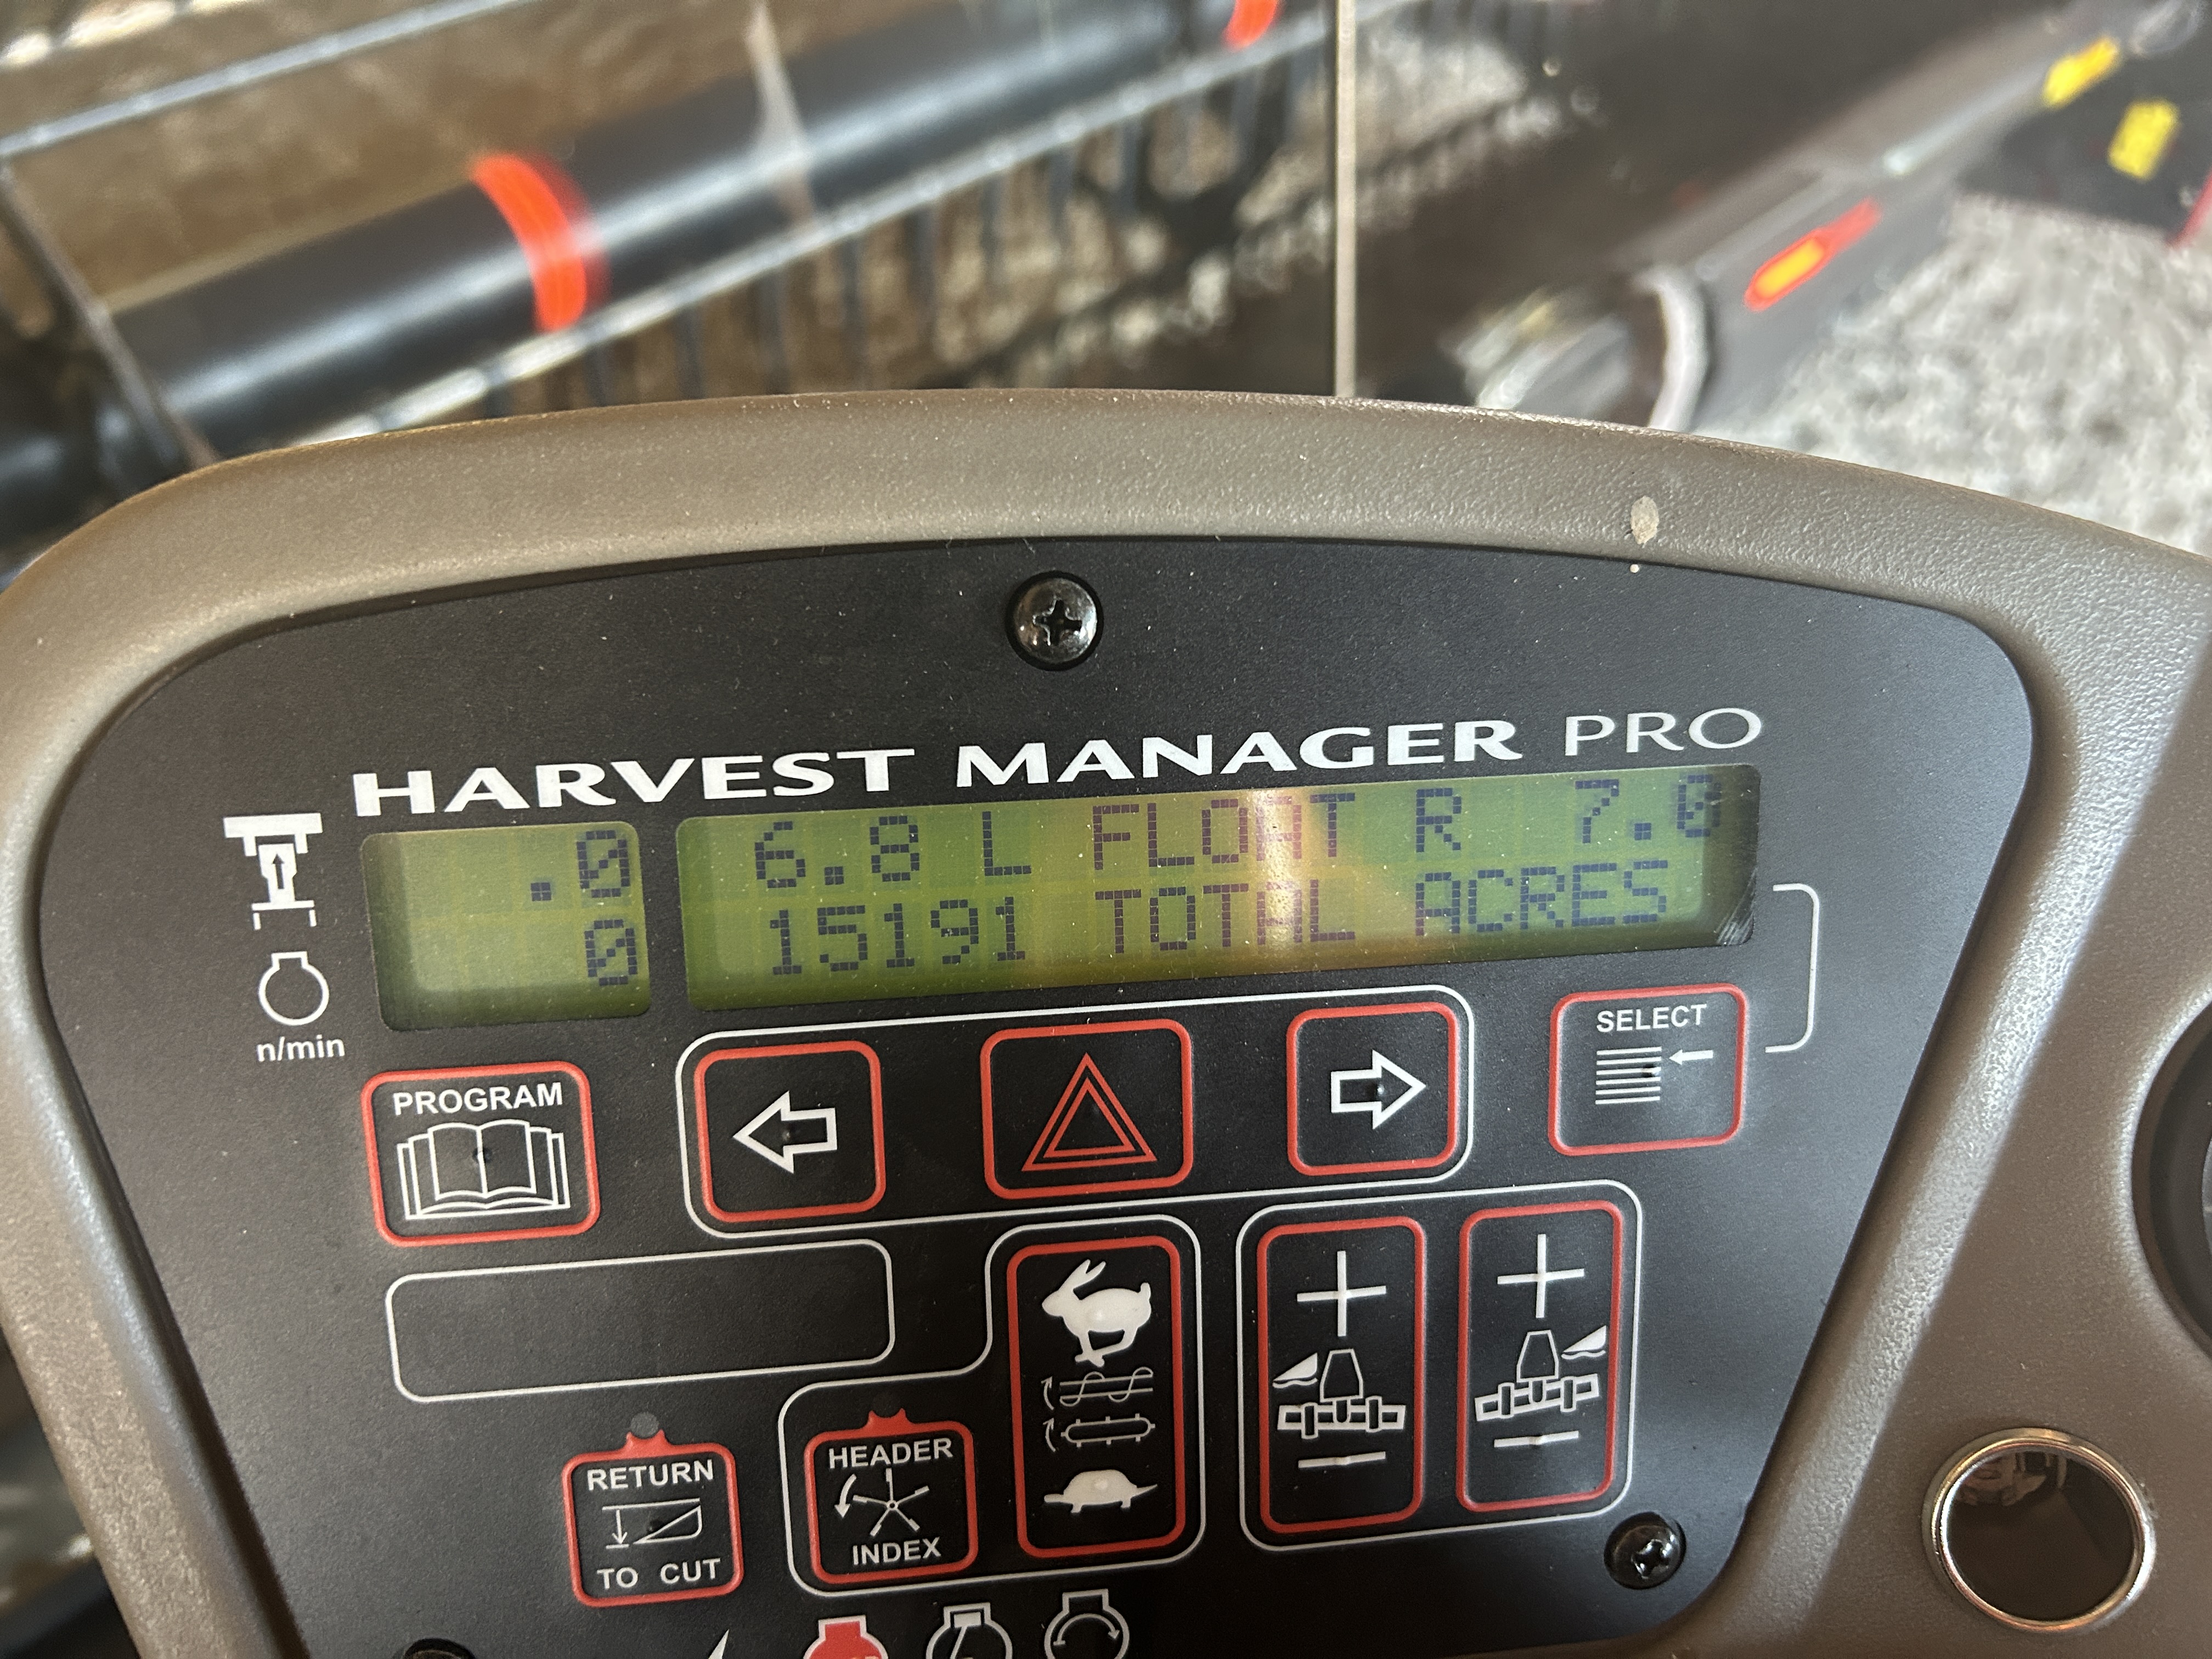 HARVEST MANAGER PRO
.0
0
6.8 L FLOAT R 7.0
15191 TOTAL ACRES
n/min
PROGRAM
SELECT
RETURN
TO CUT
HEADER
INDEX